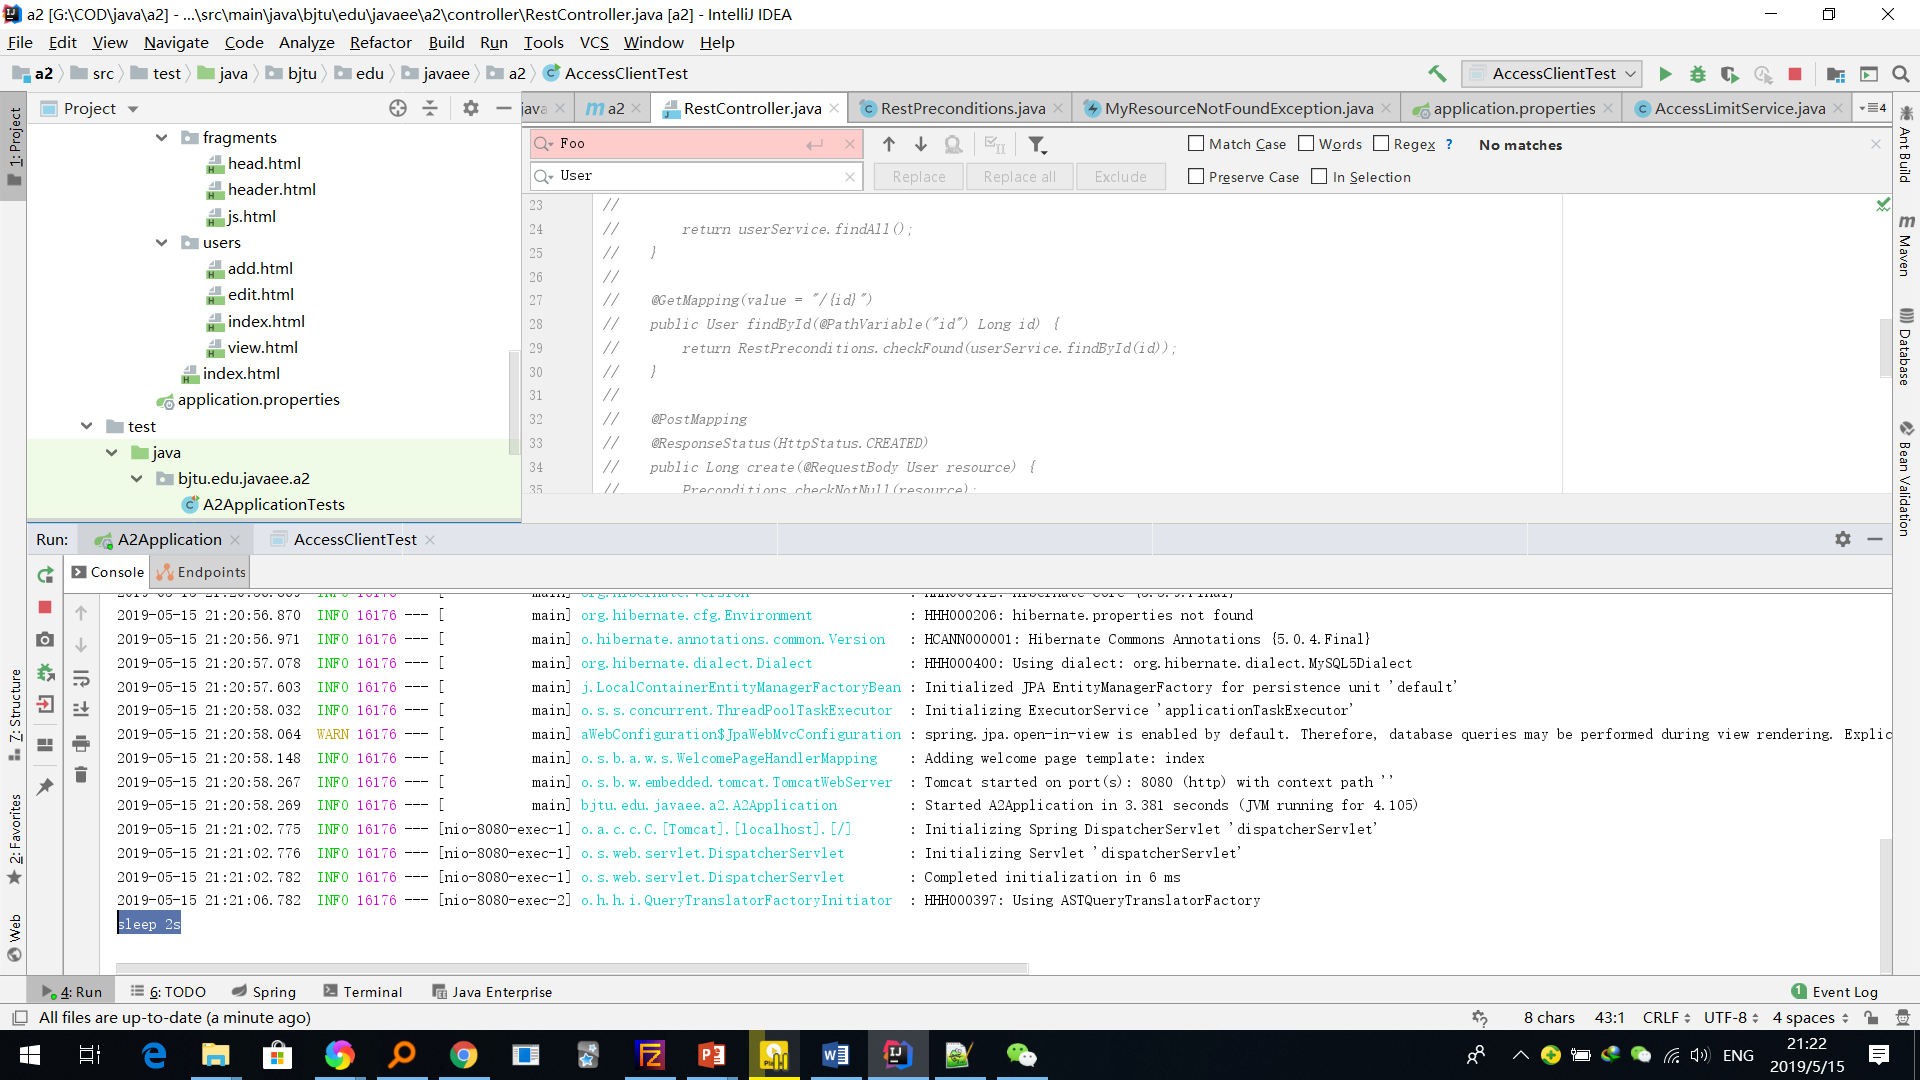 a2 [G:\COD\java\a2] - ...\src\main\java\bjtu\edu\javaee\a2\controller\RestController.java [a2] - IntelliJ IDEA
File Edit View Navigate Code Analyze Refactor Build Run Tools VCS Window Help
a2 src test java bjtu edu javaee a2 AccessClientTest
AccessClientTest
Project
java a2 RestController.java RestPreconditions.java MyResourceNotFoundException.java application.properties AccessLimitService.java 4
Foo
Match Case Words Regex ? No matches
User
Replace Replace all Exclude
Preserve Case In Selection
1: Project
7: Structure
2: Favorites
Web
Ant Build
Maven
Database
Bean Validation
fragments
head.html
header.html
js.html
users
add.html
edit.html
index.html
view.html
index.html
application.properties
test
java
bjtu.edu.javaee.a2
A2ApplicationTests
23 //
24 // return userService.findAll();
25 // }
26 //
27 // @GetMapping(value = "/{id}")
28 // public User findById(@PathVariable("id") Long id) {
29 // return RestPreconditions.checkFound(userService.findById(id));
30 // }
31 //
32 // @PostMapping
33 // @ResponseStatus(HttpStatus.CREATED)
34 // public Long create(@RequestBody User resource) {
35 // Preconditions.checkNotNull(resource);
Run: A2Application AccessClientTest
Console Endpoints
2019-05-15 21:20:56.870 INFO 16176 --- [ main] org.hibernate.cfg.Environment : HHH000206: hibernate.properties not found
2019-05-15 21:20:56.971 INFO 16176 --- [ main] o.hibernate.annotations.common.Version : HCANN000001: Hibernate Commons Annotations {5.0.4.Final}
2019-05-15 21:20:57.078 INFO 16176 --- [ main] org.hibernate.dialect.Dialect : HHH000400: Using dialect: org.hibernate.dialect.MySQL5Dialect
2019-05-15 21:20:57.603 INFO 16176 --- [ main] j.LocalContainerEntityManagerFactoryBean : Initialized JPA EntityManagerFactory for persistence unit 'default'
2019-05-15 21:20:58.032 INFO 16176 --- [ main] o.s.s.concurrent.ThreadPoolTaskExecutor : Initializing ExecutorService 'applicationTaskExecutor'
2019-05-15 21:20:58.064 WARN 16176 --- [ main] aWebConfiguration$JpaWebMvcConfiguration : spring.jpa.open-in-view is enabled by default. Therefore, database queries may be performed during view rendering. Explic
2019-05-15 21:20:58.148 INFO 16176 --- [ main] o.s.b.a.w.s.WelcomePageHandlerMapping : Adding welcome page template: index
2019-05-15 21:20:58.267 INFO 16176 --- [ main] o.s.b.w.embedded.tomcat.TomcatWebServer : Tomcat started on port(s): 8080 (http) with context path ''
2019-05-15 21:20:58.269 INFO 16176 --- [ main] bjtu.edu.javaee.a2.A2Application : Started A2Application in 3.381 seconds (JVM running for 4.105)
2019-05-15 21:21:02.775 INFO 16176 --- [nio-8080-exec-1] o.a.c.c.C.[Tomcat].[localhost].[/] : Initializing Spring DispatcherServlet 'dispatcherServlet'
2019-05-15 21:21:02.776 INFO 16176 --- [nio-8080-exec-1] o.s.web.servlet.DispatcherServlet : Initializing Servlet 'dispatcherServlet'
2019-05-15 21:21:02.782 INFO 16176 --- [nio-8080-exec-1] o.s.web.servlet.DispatcherServlet : Completed initialization in 6 ms
2019-05-15 21:21:06.782 INFO 16176 --- [nio-8080-exec-2] o.h.h.i.QueryTranslatorFactoryInitiator : HHH000397: Using ASTQueryTranslatorFactory
sleep 2s
4: Run 6: TODO Spring Terminal Java Enterprise 1 Event Log
All files are up-to-date (a minute ago) 8 chars 43:1 CRLF UTF-8 4 spaces
ENG 21:22
2019/5/15